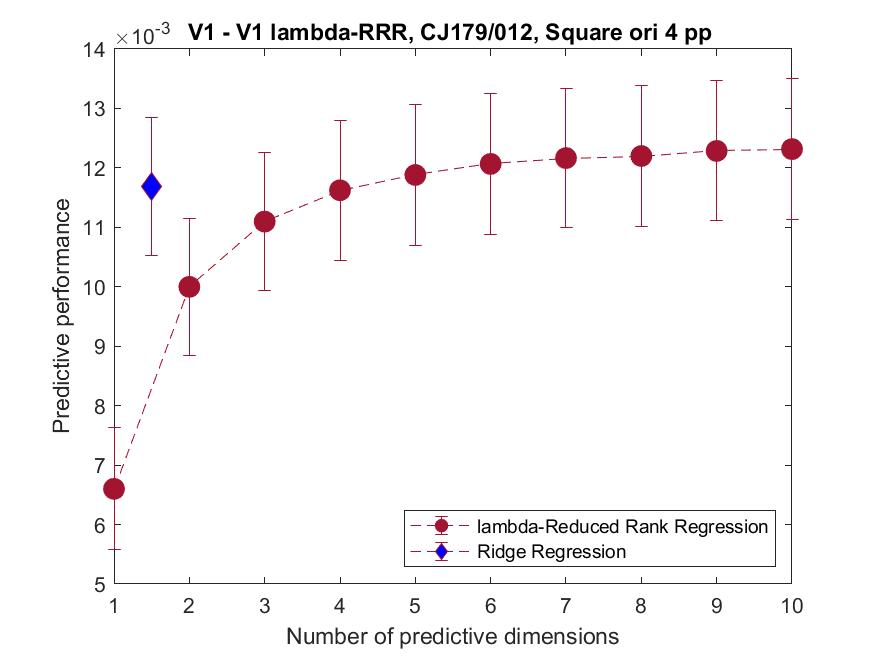 ×10-3
V1 - V1 lambda-RRR, CJ179/012, Square ori 4 pp
14
13
12
11
10
9
8
7
6
5
Predictive performance
1 2 3 4 5 6 7 8 9 10
Number of predictive dimensions
lambda-Reduced Rank Regression
Ridge Regression